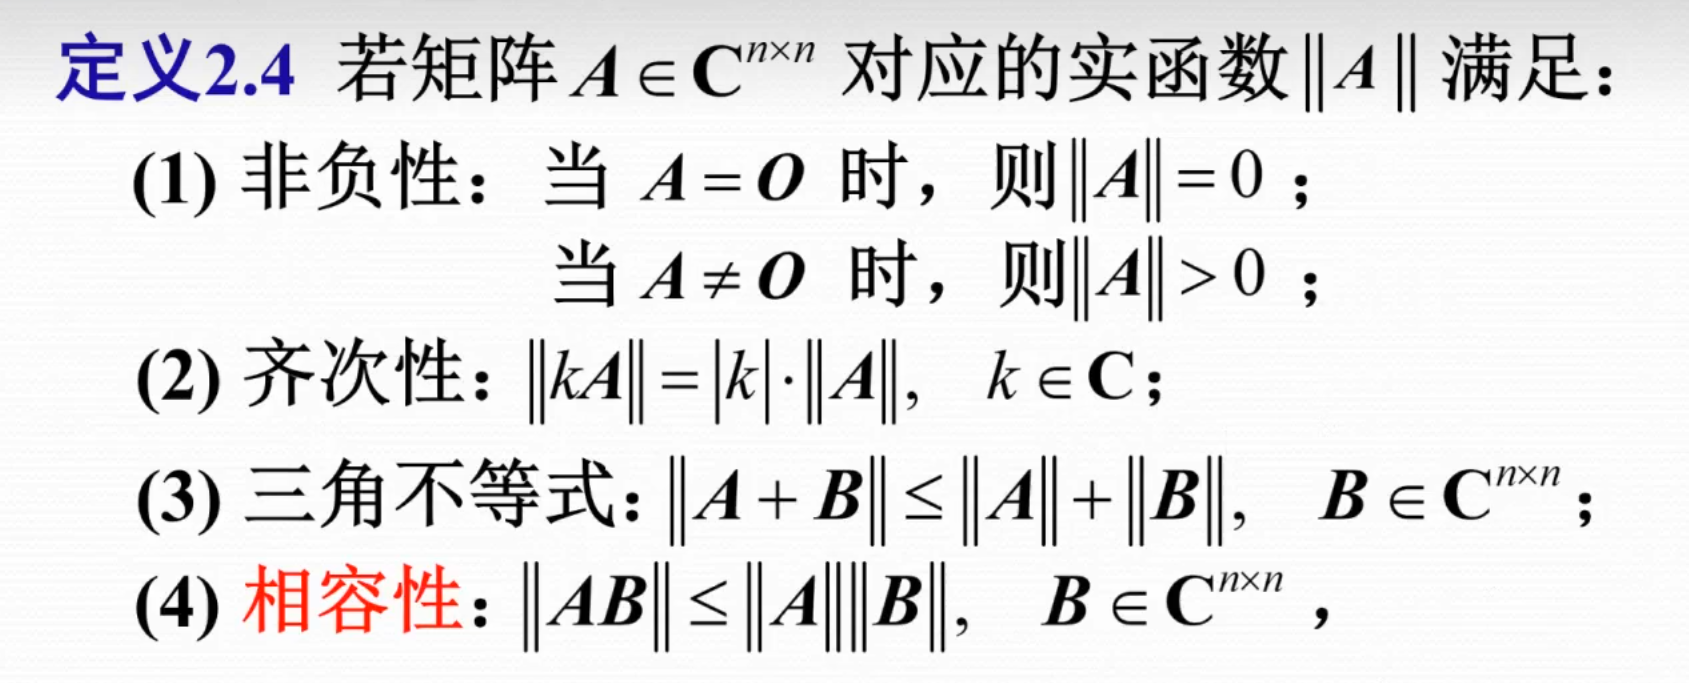 定义2.4 若矩阵 A∈C^{n×n} 对应的实函数‖A‖ 满足：
(1) 非负性：当 A=O 时，则‖A‖=0；
当 A≠O 时，则‖A‖>0；
(2) 齐次性：‖kA‖=|k|·‖A‖, k∈C；
(3) 三角不等式：‖A+B‖≤‖A‖+‖B‖, B∈C^{n×n}；
(4) 相容性：‖AB‖≤‖A‖‖B‖, B∈C^{n×n}，